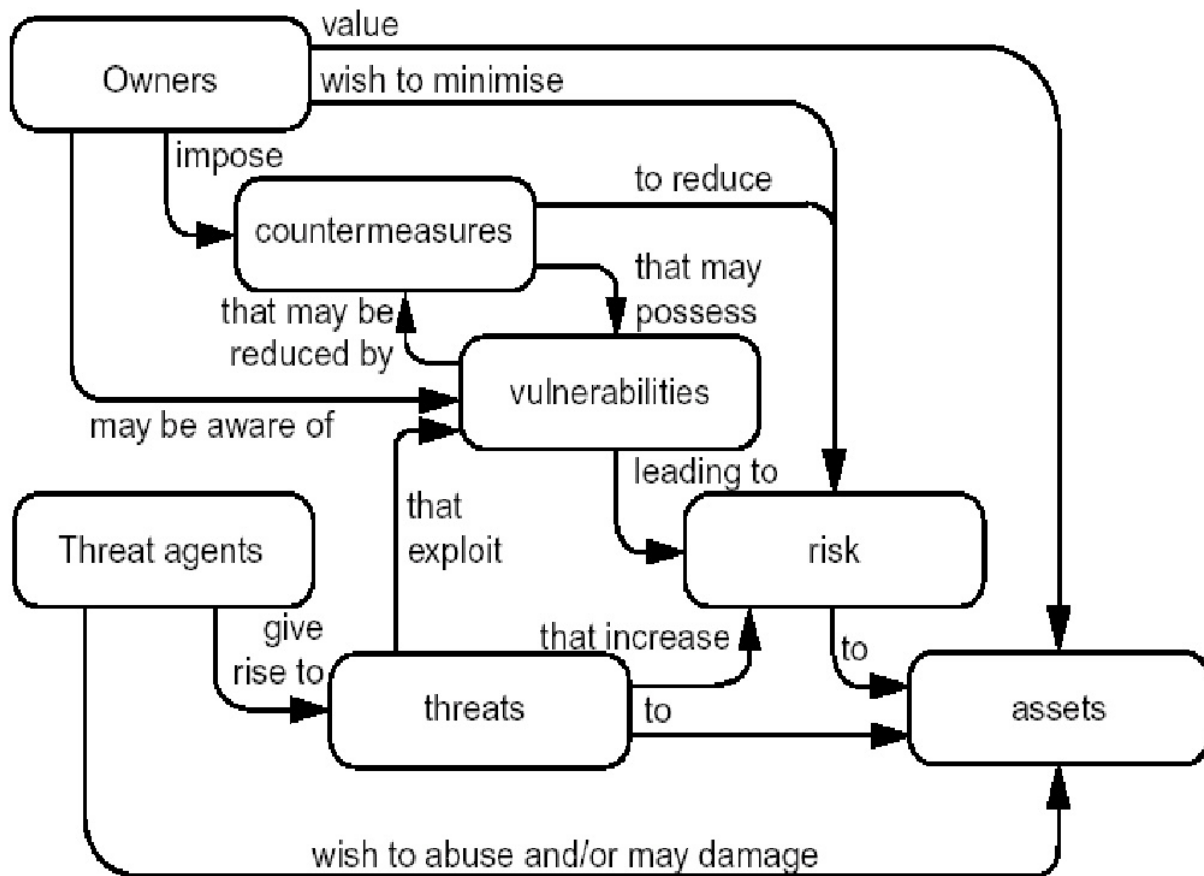 value
Owners
wish to minimise
impose
to reduce
countermeasures
that may
possess
that may be
reduced by
vulnerabilities
may be aware of
leading to
that
exploit
Threat agents
risk
give
rise to
that increase
to
threats
to
assets
wish to abuse and/or may damage